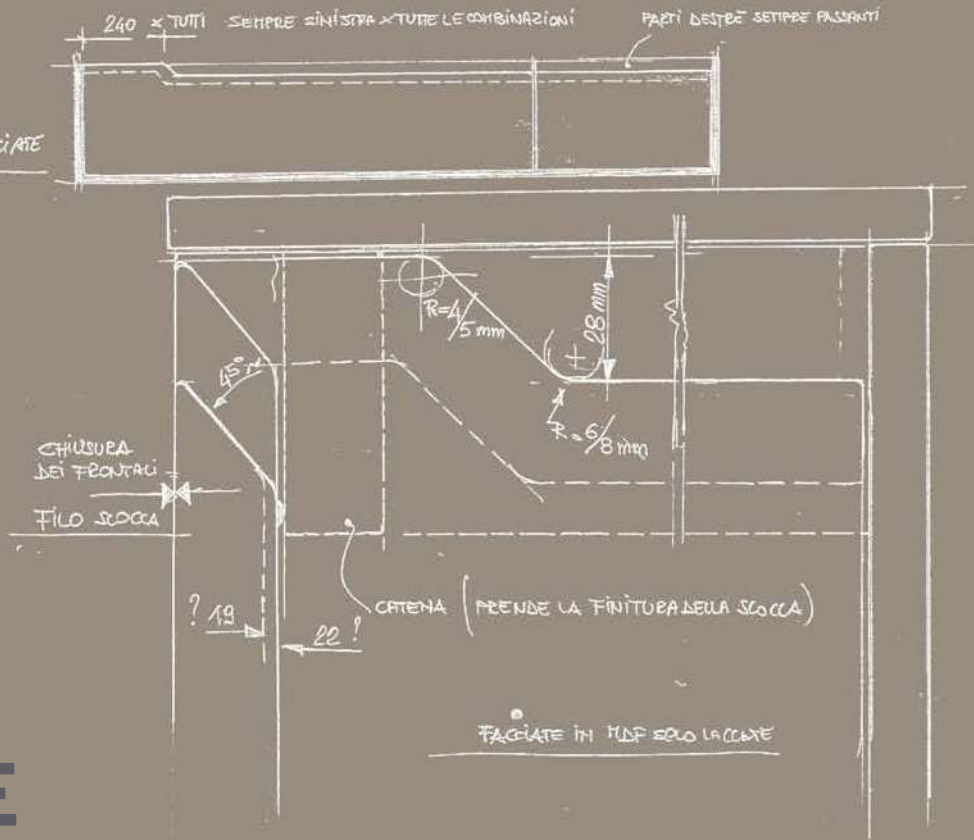 240 × TUTTI SEMPRE SINISTRA × TUTTE LE COMBINAZIONI
PARTI DESTRE SEMPRE PASSANTI
R=4/5 mm
28 mm
45°
R=6/8 mm
CHIUSURA
DEI FRONTALI
FILO SCOCCA
CATENA (PRENDE LA FINITURA DELLA SCOCCA)
? 19
22 ?
FACCIATE IN MDF SOLO LACCATE